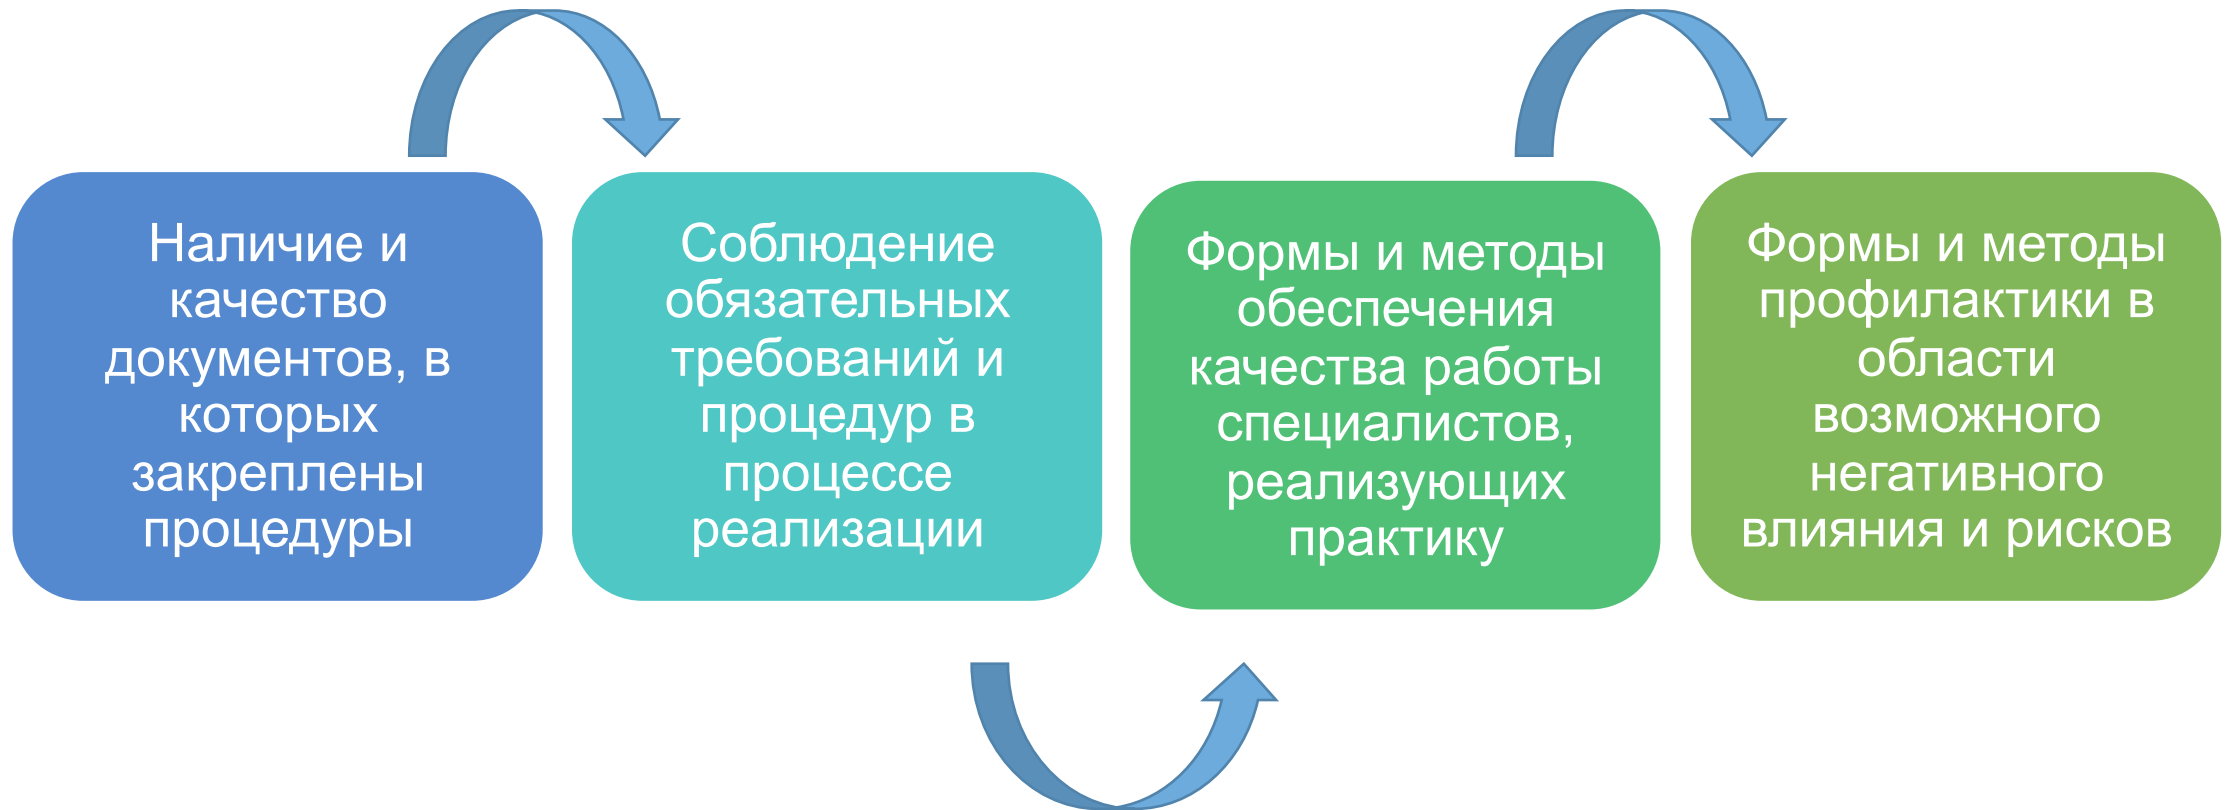 Наличие и
качество
документов, в
которых
закреплены
процедуры
Соблюдение
обязательных
требований и
процедур в
процессе
реализации
Формы и методы
обеспечения
качества работы
специалистов,
реализующих
практику
Формы и методы
профилактики в
области
возможного
негативного
влияния и рисков